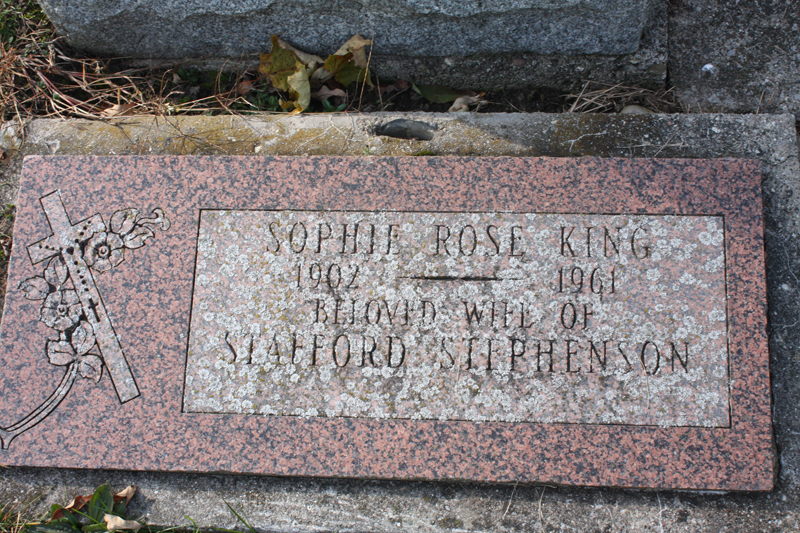 SOPHIE ROSE KING
1902 — 1961
BELOVED WIFE OF
STAFFORD STEPHENSON